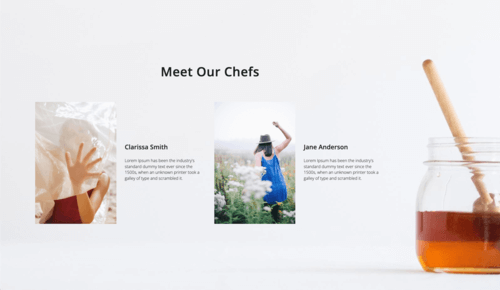 Meet Our Chefs
Clarissa Smith
Lorem Ipsum has been the industry's
standard dummy text ever since the
1500s, when an unknown printer took a
galley of type and scrambled it
Jane Anderson
Lorem Ipsum has been the industry's
standard dummy text ever since the
1500s, when an unknown printer took a
galley of type and scrambled it